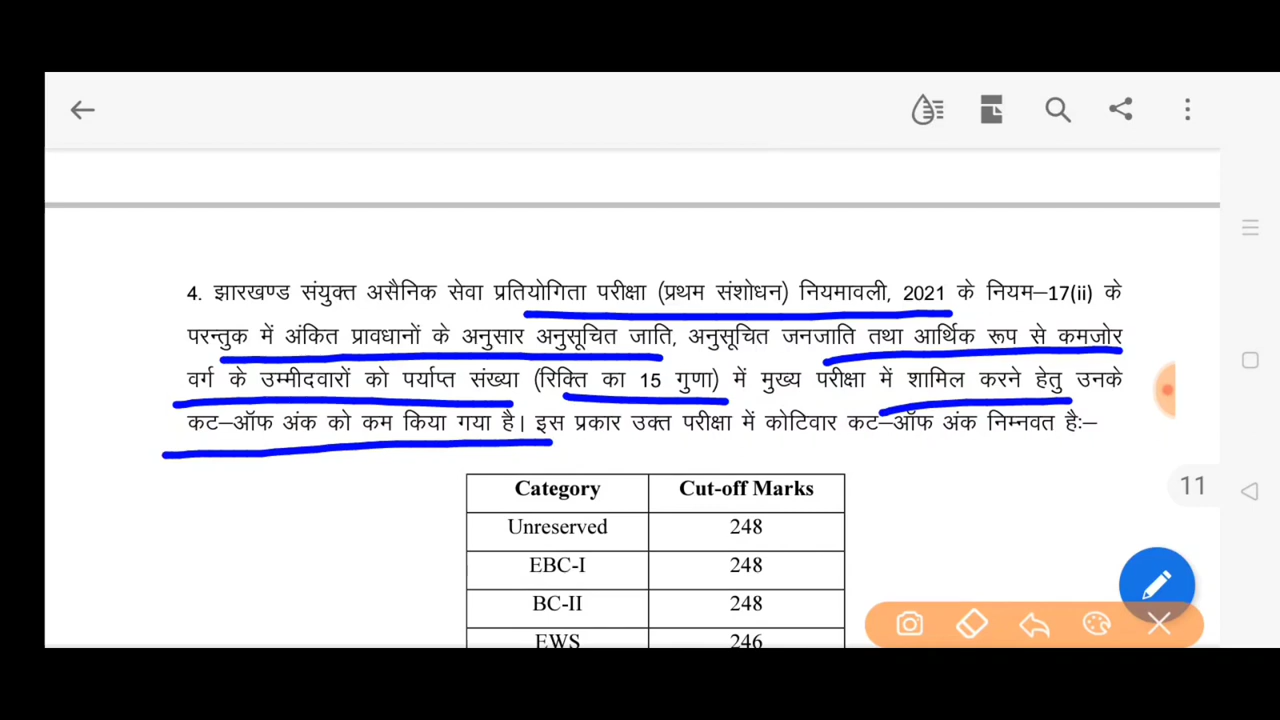 4. झारखण्ड संयुक्त असैनिक सेवा प्रतियोगिता परीक्षा (प्रथम संशोधन) नियमावली, 2021 के नियम–17(ii) के
परन्तुक में अंकित प्रावधानों के अनुसार अनुसूचित जाति, अनुसूचित जनजाति तथा आर्थिक रूप से कमजोर
वर्ग के उम्मीदवारों को पर्याप्त संख्या (रिक्ति का 15 गुणा) में मुख्य परीक्षा में शामिल करने हेतु उनके
कट–ऑफ अंक को कम किया गया है। इस प्रकार उक्त परीक्षा में कोटिवार कट–ऑफ अंक निम्नवत है:–
Category Cut-off Marks
11
Unreserved 248
EBC-I 248
BC-II 248
EWS 246